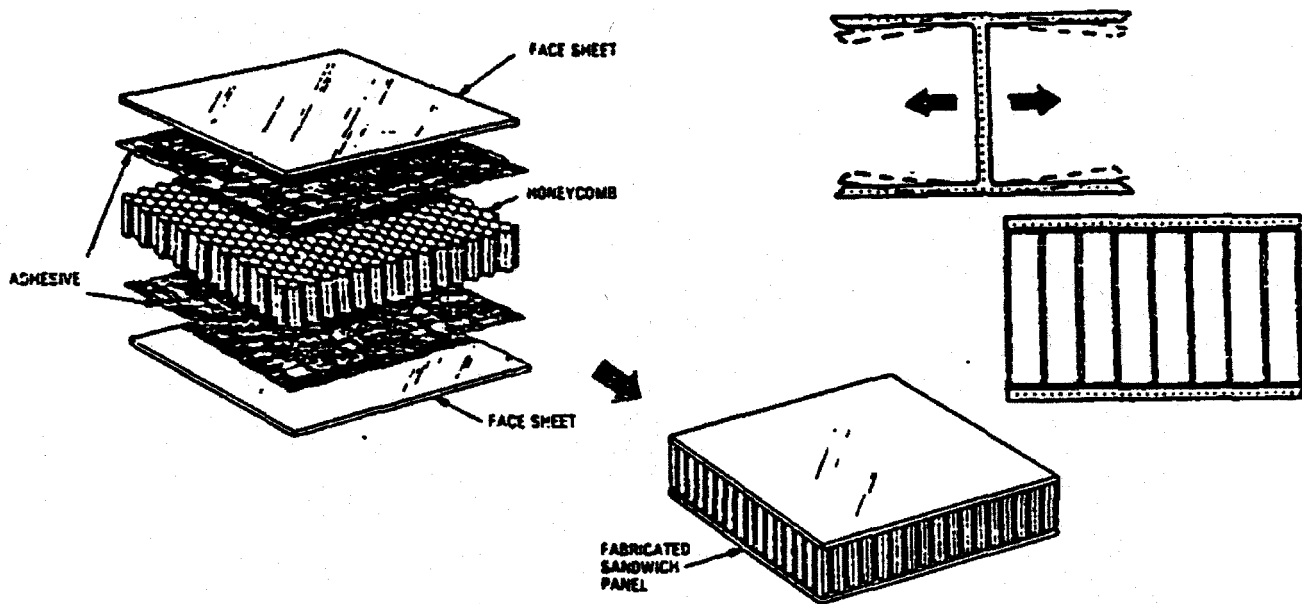 FACE SHEET
HONEYCOMB
ADHESIVE
FACE SHEET
FABRICATED
SANDWICH
PANEL